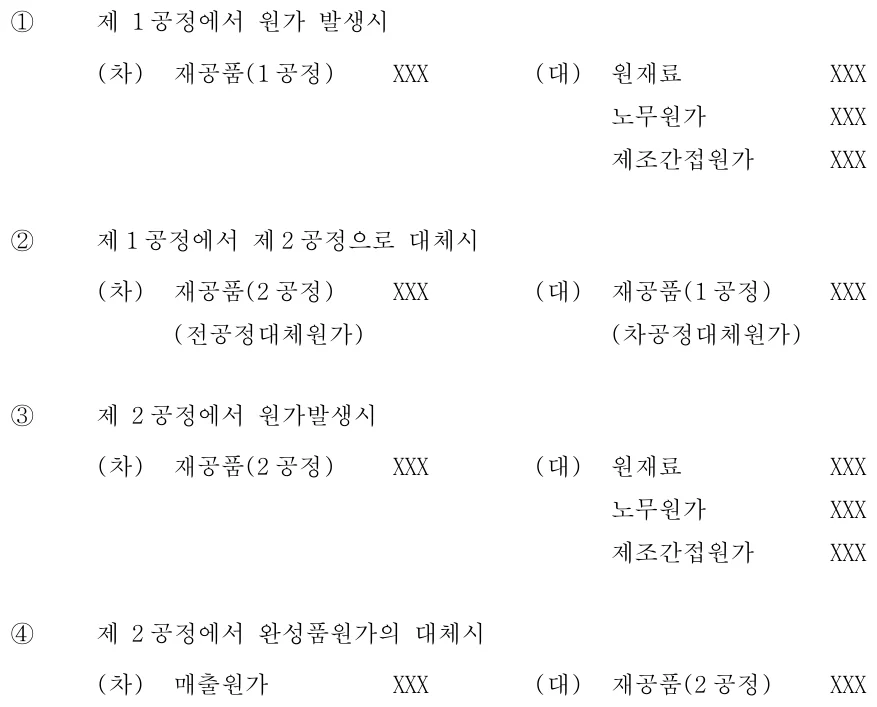 ① 제 1공정에서 원가 발생시
(차) 재공품(1공정) XXX (대) 원재료 XXX
노무원가 XXX
제조간접원가 XXX
② 제1공정에서 제2공정으로 대체시
(차) 재공품(2공정) XXX (대) 재공품(1공정) XXX
(전공정대체원가) (차공정대체원가)
③ 제 2공정에서 원가발생시
(차) 재공품(2공정) XXX (대) 원재료 XXX
노무원가 XXX
제조간접원가 XXX
④ 제 2공정에서 완성품원가의 대체시
(차) 매출원가 XXX (대) 재공품(2공정) XXX